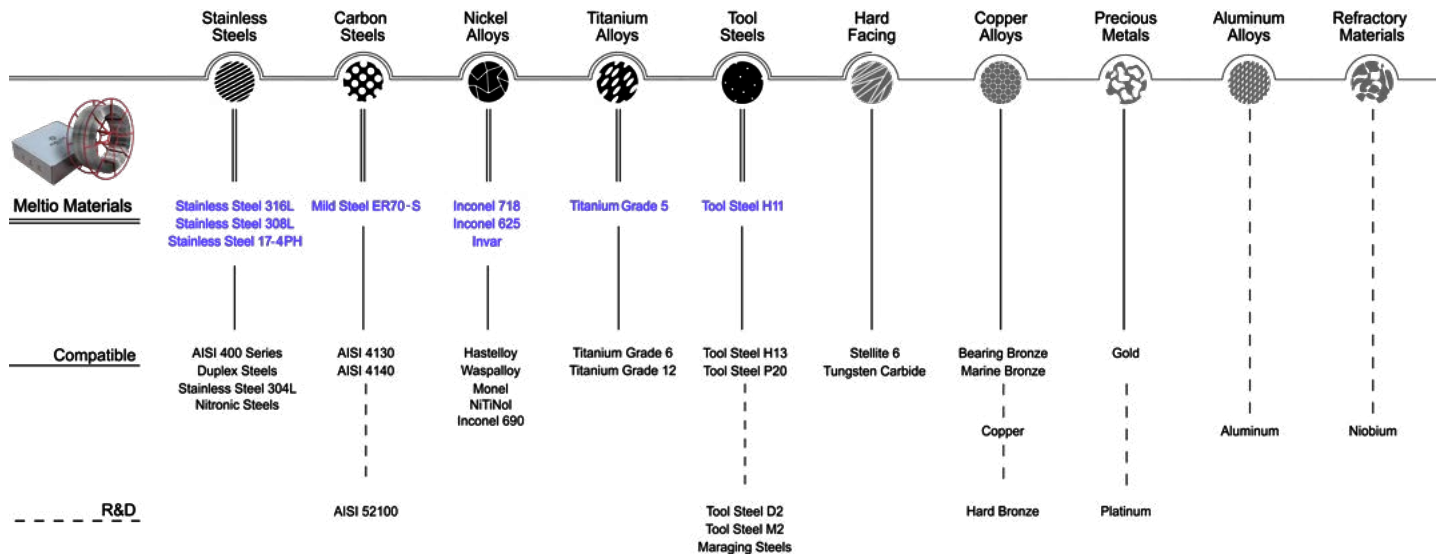 Stainless
Steels
Carbon
Steels
Nickel
Alloys
Titanium
Alloys
Tool
Steels
Hard
Facing
Copper
Alloys
Precious
Metals
Aluminum
Alloys
Refractory
Materials
Meltio Materials
Stainless Steel 316L
Stainless Steel 308L
Stainless Steel 17-4PH
Mild Steel ER70-S
Inconel 718
Inconel 625
Invar
Titanium Grade 5
Tool Steel H11
Compatible
AISI 400 Series
Duplex Steels
Stainless Steel 304L
Nitronic Steels
AISI 4130
AISI 4140
Hastelloy
Waspalloy
Monel
NiTiNol
Inconel 690
Titanium Grade 6
Titanium Grade 12
Tool Steel H13
Tool Steel P20
Stellite 6
Tungsten Carbide
Bearing Bronze
Marine Bronze
Gold
Copper
Aluminum
Niobium
R&D
AISI 52100
Tool Steel D2
Tool Steel M2
Maraging Steels
Hard Bronze
Platinum